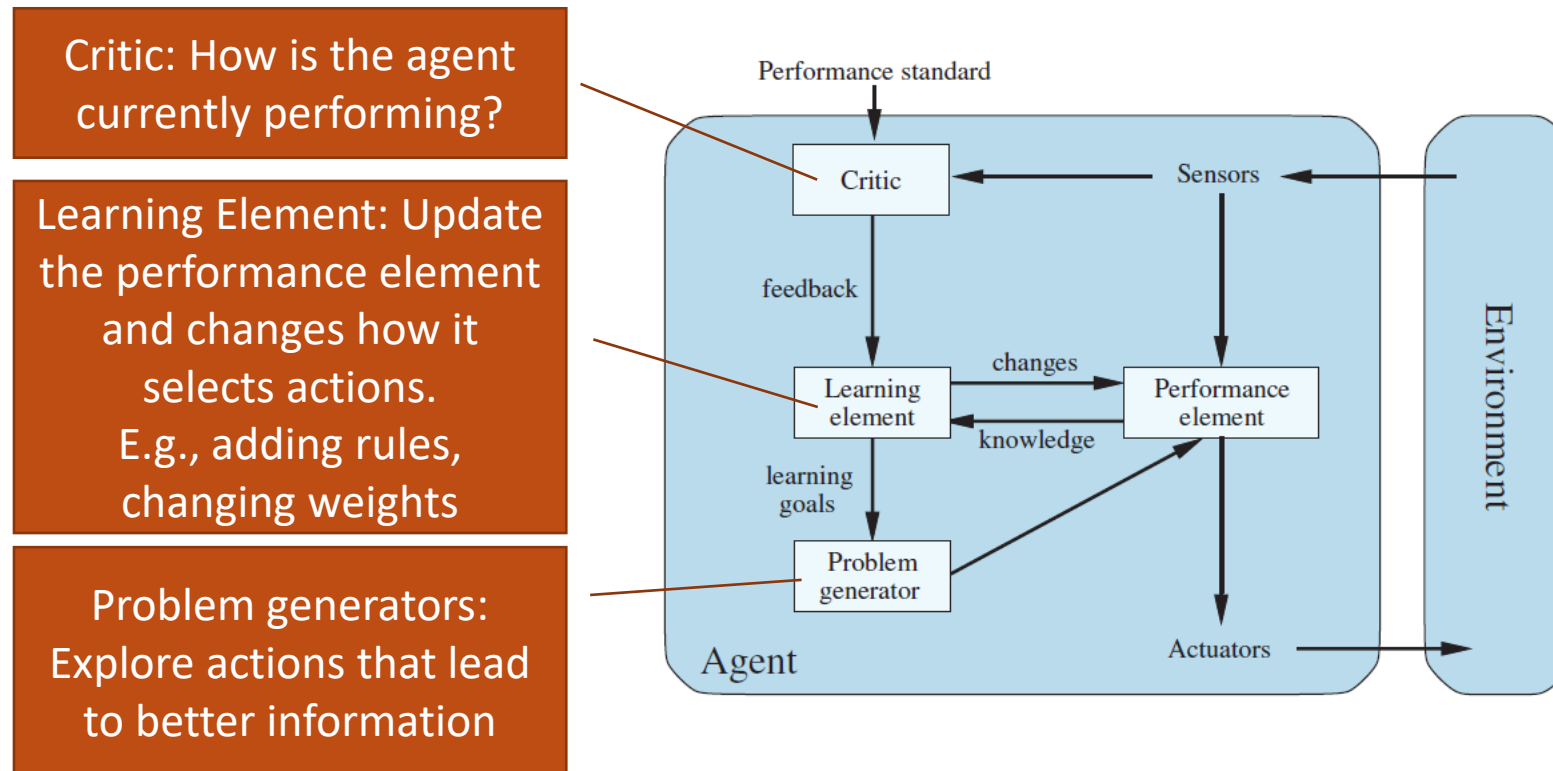 Critic: How is the agent
currently performing?
Learning Element: Update
the performance element
and changes how it
selects actions.
E.g., adding rules,
changing weights
Problem generators:
Explore actions that lead
to better information
Performance standard
Critic
Sensors
feedback
changes
Learning
element
Performance
element
knowledge
learning
goals
Problem
generator
Agent
Actuators
Environment